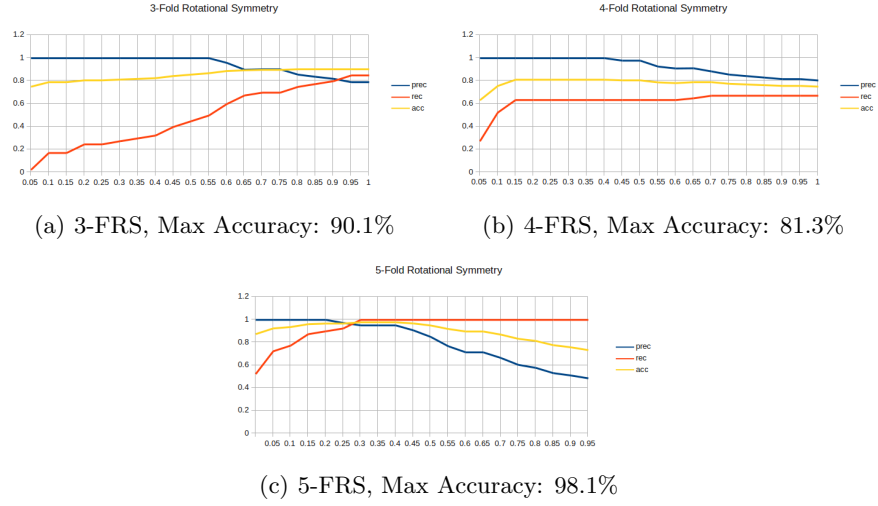 3-Fold Rotational Symmetry
1.2
1
0.8
0.6
0.4
0.2
0
0.05 0.1 0.15 0.2 0.25 0.3 0.35 0.4 0.45 0.5 0.55 0.6 0.65 0.7 0.75 0.8 0.85 0.9 0.95 1
prec
rec
acc
(a) 3-FRS, Max Accuracy: 90.1%
4-Fold Rotational Symmetry
1.2
1
0.8
0.6
0.4
0.2
0
0.05 0.1 0.15 0.2 0.25 0.3 0.35 0.4 0.45 0.5 0.55 0.6 0.65 0.7 0.75 0.8 0.85 0.9 0.95 1
prec
rec
acc
(b) 4-FRS, Max Accuracy: 81.3%
5-Fold Rotational Symmetry
1.2
1
0.8
0.6
0.4
0.2
0
0.05 0.1 0.15 0.2 0.25 0.3 0.35 0.4 0.45 0.5 0.55 0.6 0.65 0.7 0.75 0.8 0.85 0.9 0.95
prec
rec
acc
(c) 5-FRS, Max Accuracy: 98.1%